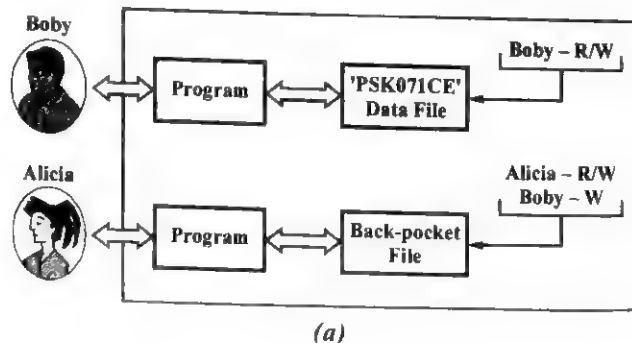 Boby
Boby – R/W
Program
'PSK071CE'
Data File
Alicia
Alicia – R/W
Boby – W
Program
Back-pocket
File
(a)